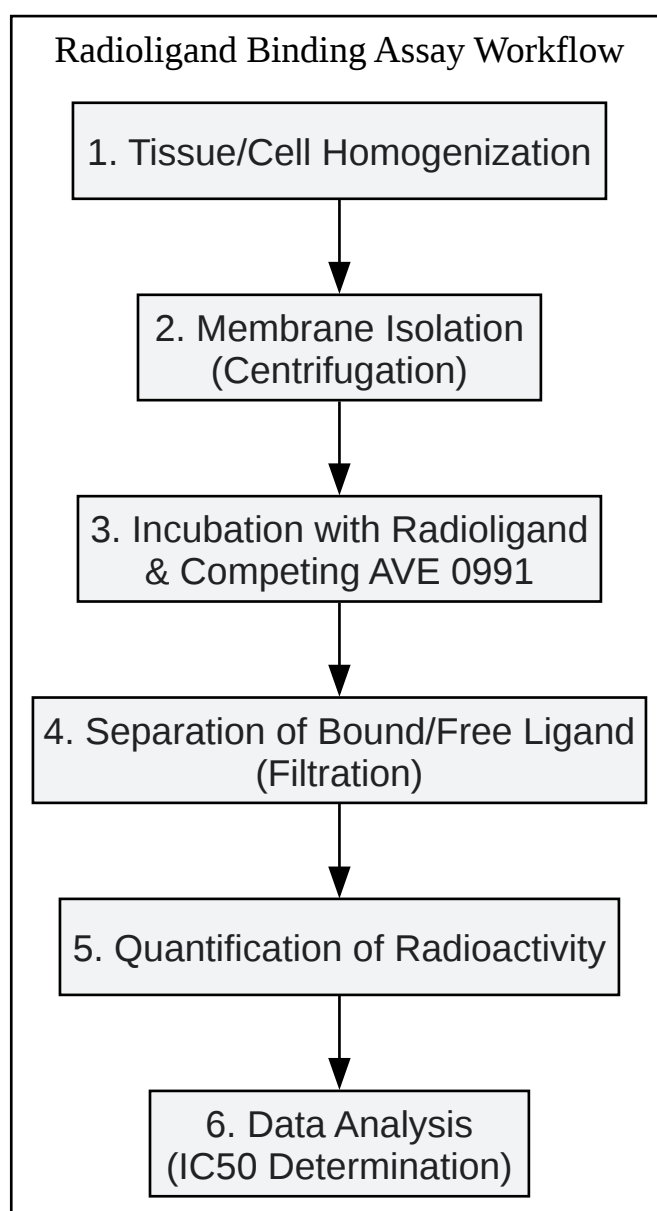 Radioligand Binding Assay Workflow
1. Tissue/Cell Homogenization
2. Membrane Isolation
(Centrifugation)
3. Incubation with Radioligand
& Competing AVE 0991
4. Separation of Bound/Free Ligand
(Filtration)
5. Quantification of Radioactivity
6. Data Analysis
(IC50 Determination)